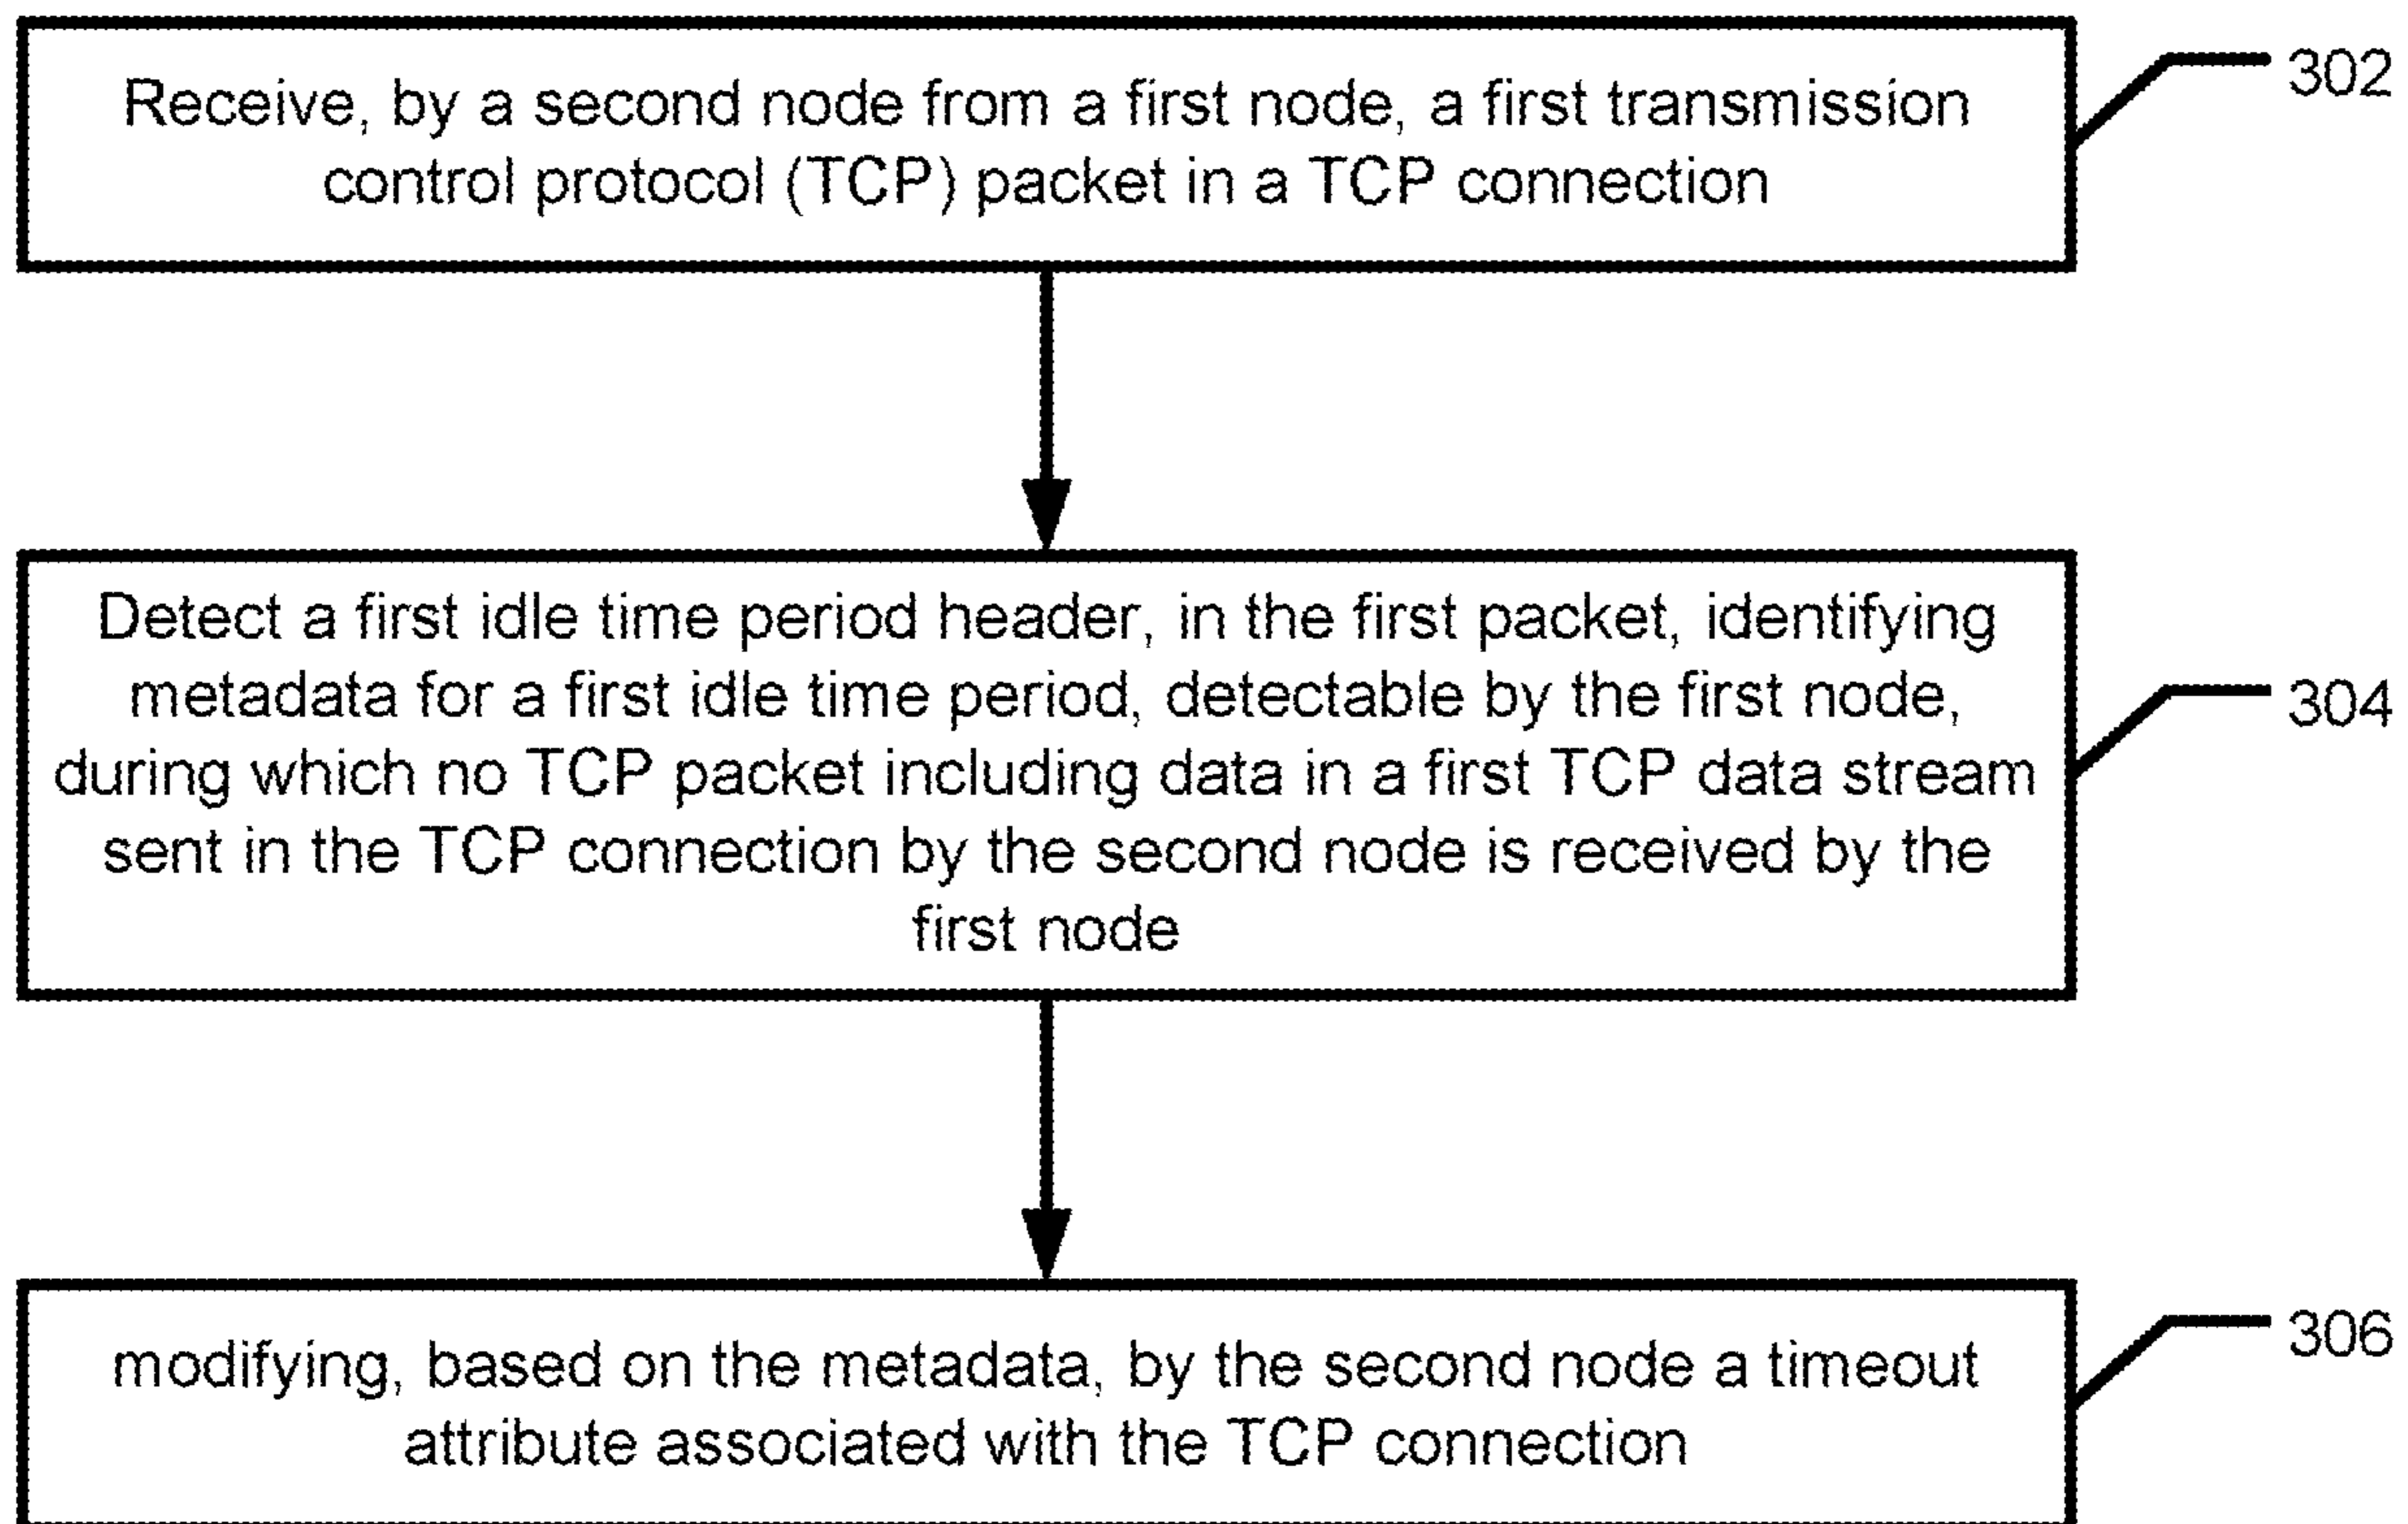 Receive, by a second node from a first node, a first transmission
control protocol (TCP) packet in a TCP connection
302
Detect a first idle time period header, in the first packet, identifying
metadata for a first idle time period, detectable by the first node,
during which no TCP packet including data in a first TCP data stream
sent in the TCP connection by the second node is received by the
first node
304
modifying, based on the metadata, by the second node a timeout
attribute associated with the TCP connection
306